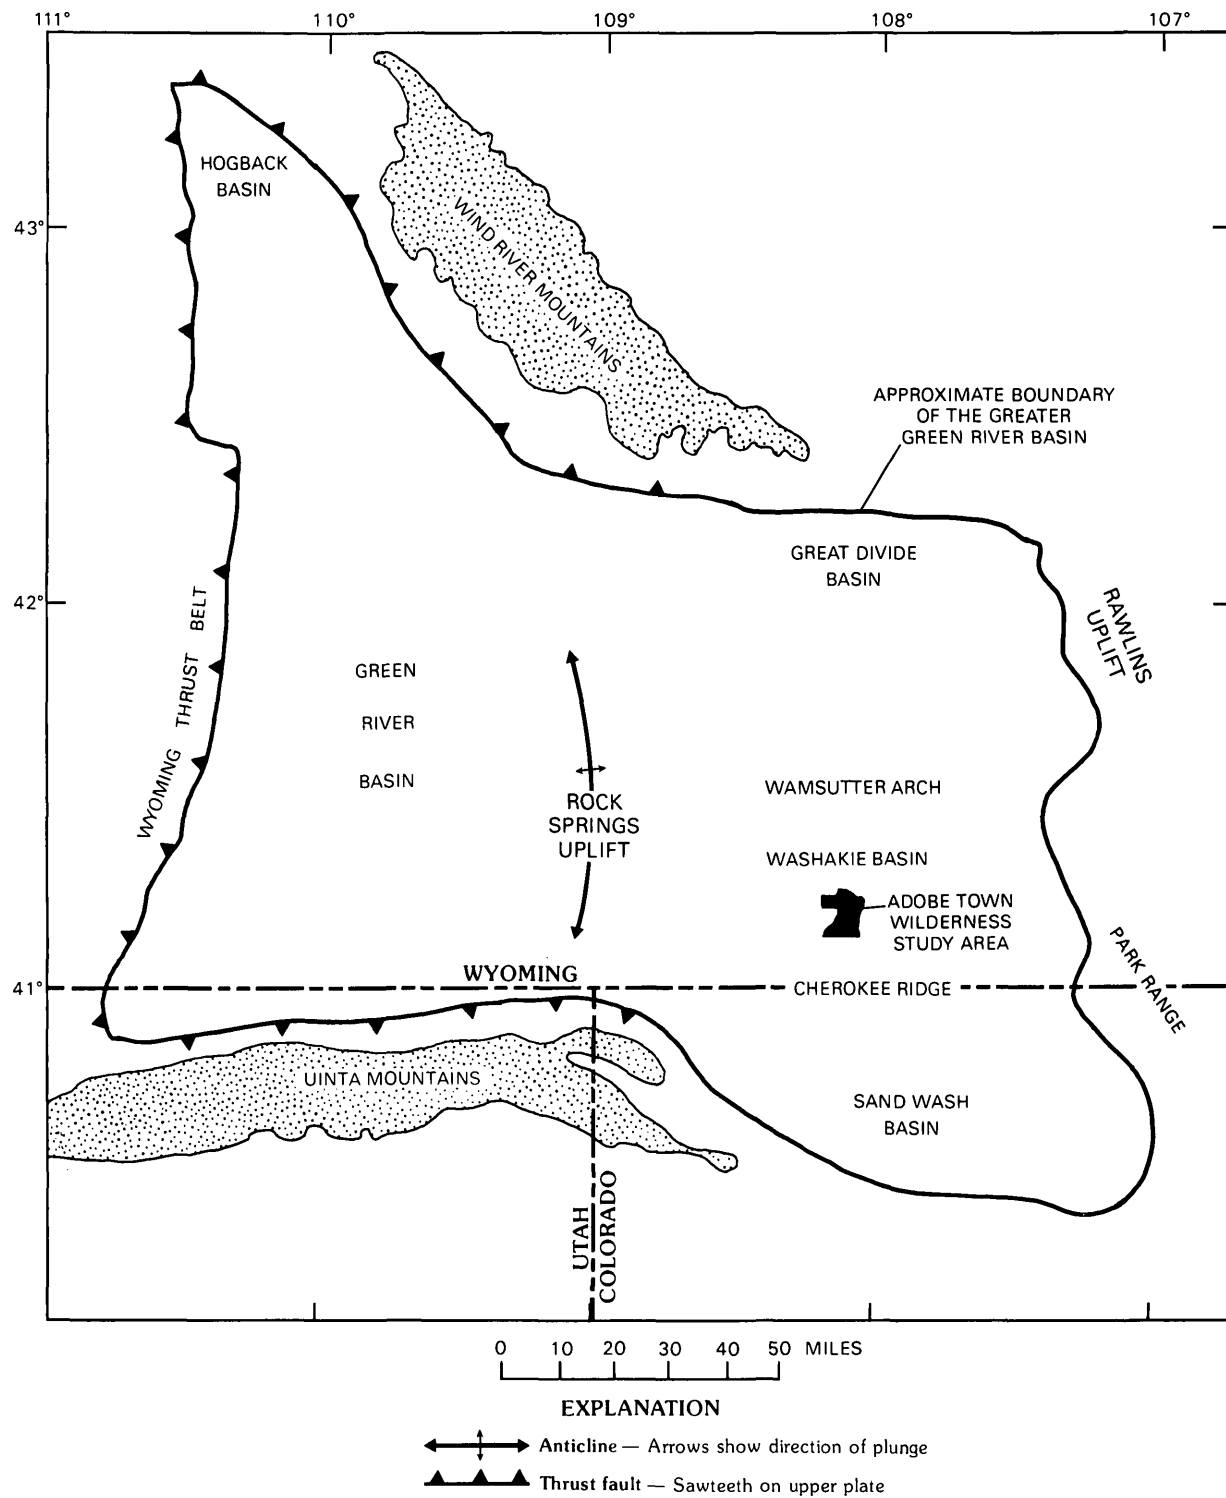 111° 110° 109° 108° 107°
HOGBACK
BASIN
43°
WIND RIVER MOUNTAINS
APPROXIMATE BOUNDARY
OF THE GREATER
GREEN RIVER BASIN
GREAT DIVIDE
BASIN
42°
RAWLINS
UPLIFT
WYOMING THRUST BELT
GREEN
RIVER
BASIN
ROCK
SPRINGS
UPLIFT
WAMSUTTER ARCH
WASHAKIE BASIN
ADOBE TOWN
WILDERNESS
STUDY AREA
PARK RANGE
WYOMING
41°
CHEROKEE RIDGE
UINTA MOUNTAINS
SAND WASH
BASIN
UTAH
COLORADO
0 10 20 30 40 50 MILES
EXPLANATION
Anticline — Arrows show direction of plunge
Thrust fault — Sawteeth on upper plate